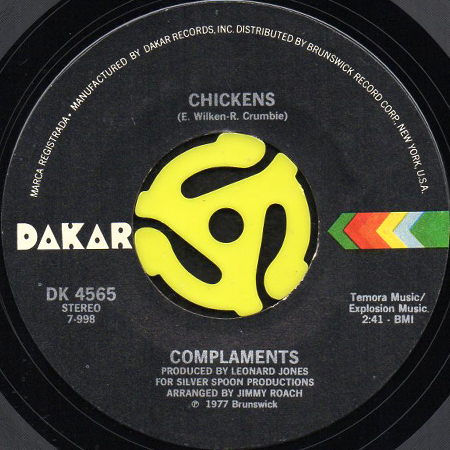 MARCA REGISTRADA • MANUFACTURED BY DAKAR RECORDS, INC. DISTRIBUTED BY BRUNSWICK RECORD CORP., NEW YORK, U.S.A.
CHICKENS
(E. Wilken-R. Crumbie)
DAKAR
DK 4565
STEREO
7-998
Temora Music/
Explosion Music
2:41 - BMI
COMPLAMENTS
PRODUCED BY LEONARD JONES
FOR SILVER SPOON PRODUCTIONS
ARRANGED BY JIMMY ROACH
℗ 1977 Brunswick